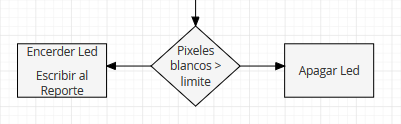 Encerder Led
Escribir al
Reporte
Pixeles
blancos >
limite
Apagar Led